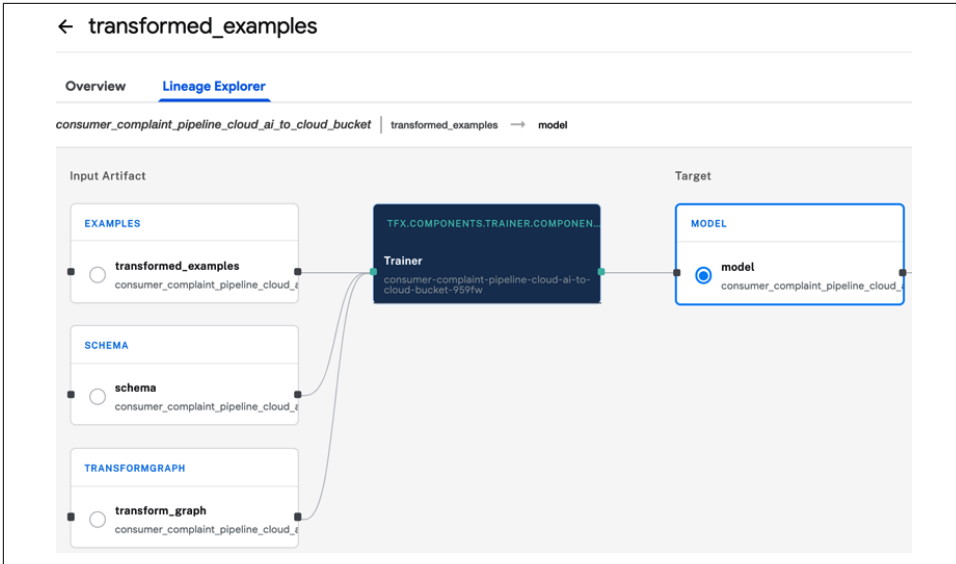 ← transformed_examples
Overview Lineage Explorer
consumer_complaint_pipeline_cloud_ai_to_cloud_bucket | transformed_examples → model
Input Artifact
Target
EXAMPLES
transformed_examples
consumer_complaint_pipeline_cloud_a
SCHEMA
schema
consumer_complaint_pipeline_cloud_a
TRANSFORMGRAPH
transform_graph
consumer_complaint_pipeline_cloud_a
TFX.COMPONENTS.TRAINER.COMPONEN...
Trainer
consumer-complaint-pipeline-cloud-ai-to-
cloud-bucket-959fw
MODEL
model
consumer_complaint_pipeline_cloud_a